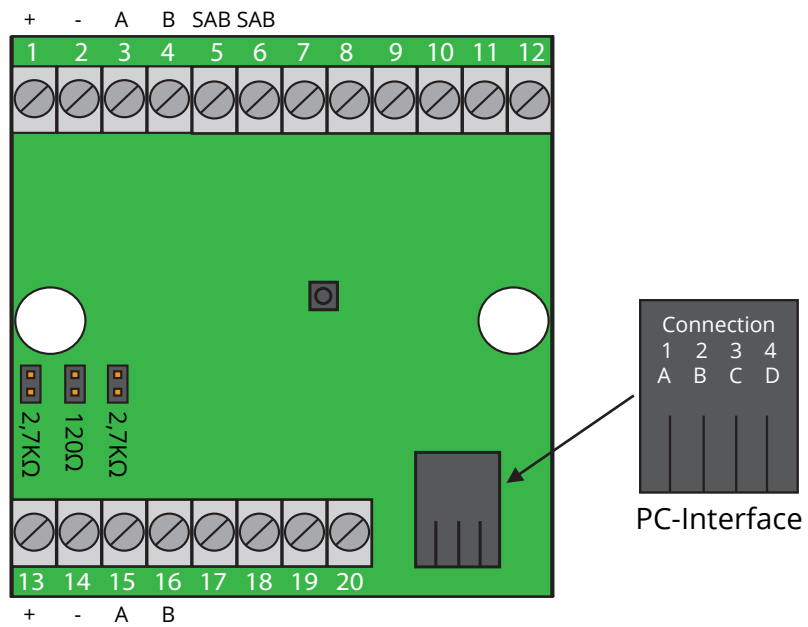 + - A B SAB SAB
1 2 3 4 5 6 7 8 9 10 11 12
Connection
1 2 3 4
A B C D
2,7KΩ 120Ω 2,7KΩ
PC-Interface
13 14 15 16 17 18 19 20
+ - A B